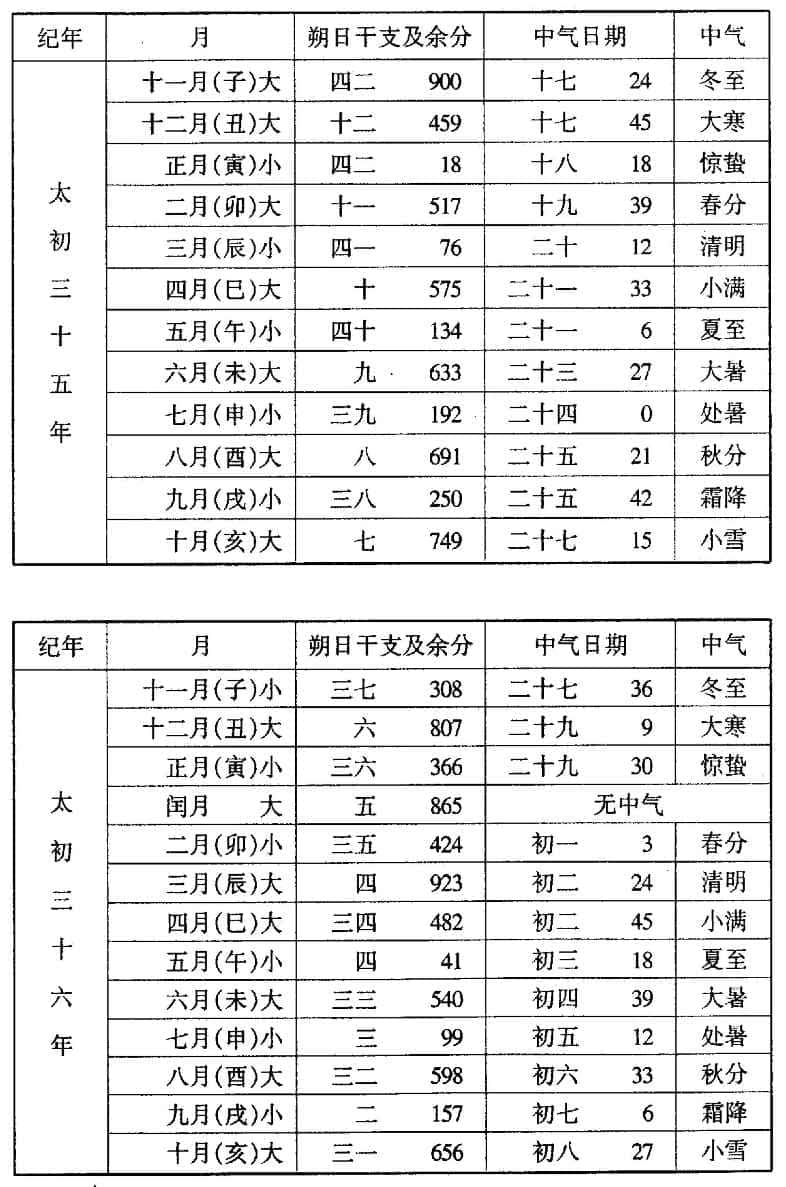 纪年 月 朔日干支及余分 中气日期 中气
太初三十五年
十一月(子)大 四二 900 十七 24 冬至
十二月(丑)大 十二 459 十七 45 大寒
正月(寅)小 四二 18 十八 18 惊蛰
二月(卯)大 十一 517 十九 39 春分
三月(辰)小 四一 76 二十 12 清明
四月(巳)大 十 575 二十一 33 小满
五月(午)小 四十 134 二十一 6 夏至
六月(未)大 九 633 二十三 27 大暑
七月(申)小 三九 192 二十四 0 处暑
八月(酉)大 八 691 二十五 21 秋分
九月(戌)小 三八 250 二十五 42 霜降
十月(亥)大 七 749 二十七 15 小雪
纪年 月 朔日干支及余分 中气日期 中气
太初三十六年
十一月(子)小 三七 308 二十七 36 冬至
十二月(丑)大 六 807 二十九 9 大寒
正月(寅)小 三六 366 二十九 30 惊蛰
闰月 大 五 865 无中气
二月(卯)小 三五 424 初一 3 春分
三月(辰)大 四 923 初二 24 清明
四月(巳)大 三四 482 初二 45 小满
五月(午)小 四 41 初三 18 夏至
六月(未)大 三三 540 初四 39 大暑
七月(申)小 三 99 初五 12 处暑
八月(酉)大 三二 598 初六 33 秋分
九月(戌)小 二 157 初七 6 霜降
十月(亥)大 三一 656 初八 27 小雪